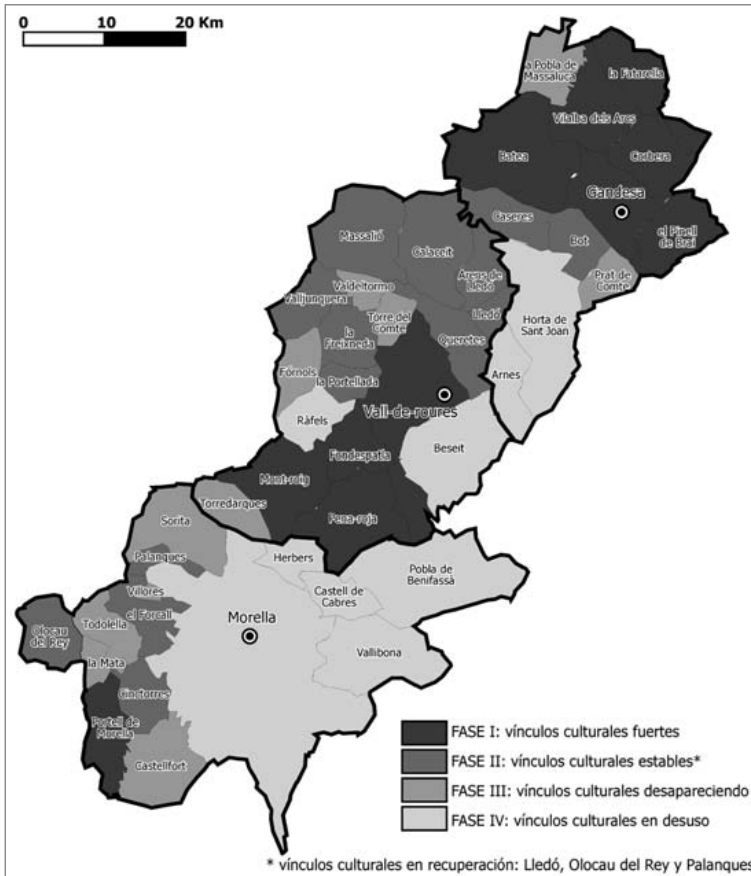 0 10 20 Km
la Pobla de
Massaluca
la Fatarella
Vilalba dels Arcs
Batea
Corbera
Gandesa
Caseres
Bot
el Pinell
de Brai
Prat de
Comte
Massalió
Calaceit
Arens de
Lledó
Valldeltormo
Valljunquera
Torre del
Comte
Lledó
Horta de
Sant Joan
la
Freixneda
Queretes
Fórnols
la Portellada
Arnes
Vall-de-roures
Ràfels
Beseit
Fondespatla
Mont-roig
Pena-roja
Torredarques
Sorita
Palanques
Herbers
Pobla de
Benifassà
Castell de
Cabres
Villores
el Forcall
Morella
Olocau
del Rey
Todolella
Vallibona
la Mata
Cinctorres
Portell de
Morella
Castellfort
FASE I: vínculos culturales fuertes
FASE II: vínculos culturales estables*
FASE III: vínculos culturales desapareciendo
FASE IV: vínculos culturales en desuso
* vínculos culturales en recuperación: Lledó, Olocau del Rey y Palanques